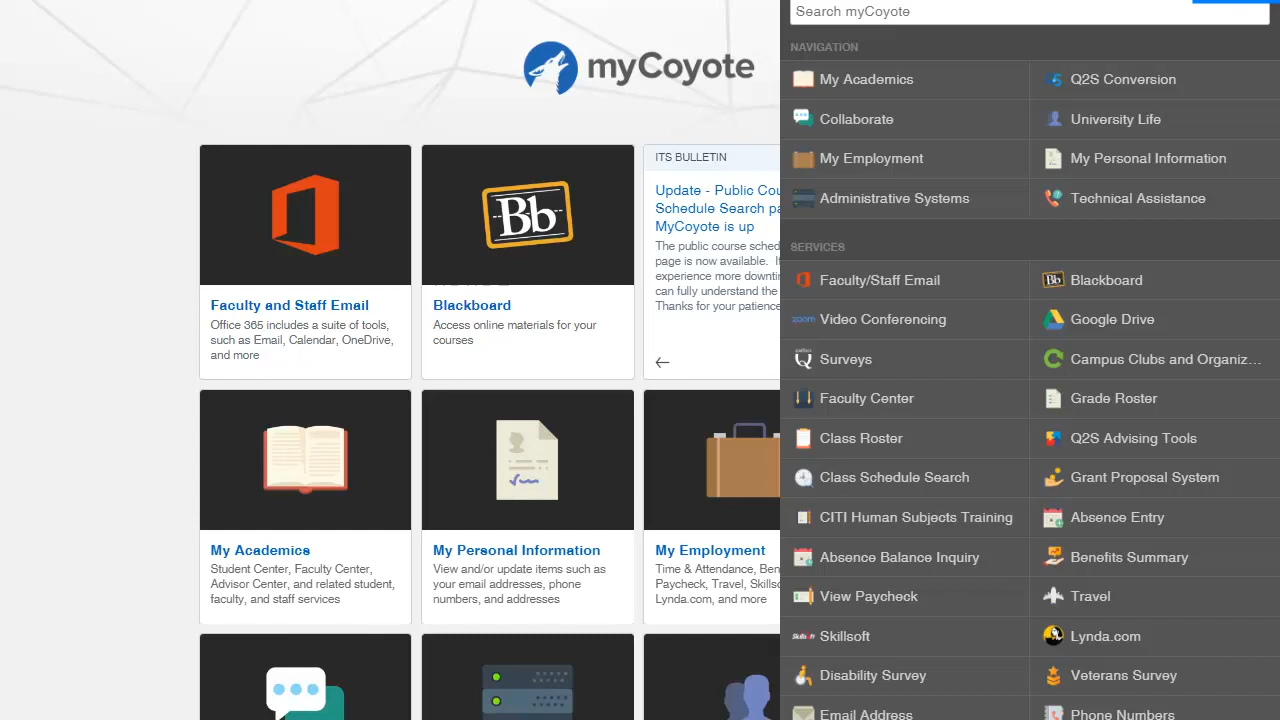 myCoyote
Bb
Faculty and Staff Email
Office 365 includes a suite of tools,
such as Email, Calendar, OneDrive,
and more
Blackboard
Access online materials for your
courses
ITS BULLETIN
Update - Public Cou
Schedule Search pa
MyCoyote is up
The public course sched
page is now available. I
experience more downti
can fully understand the
Thanks for your patience
My Academics
Student Center, Faculty Center,
Advisor Center, and related student,
faculty, and staff services
My Personal Information
View and/or update items such as
your email addresses, phone
numbers, and addresses
My Employment
Time & Attendance, Ben
Paycheck, Travel, Skillso
Lynda.com, and more
Search myCoyote
NAVIGATION
My Academics
Q2S Conversion
Collaborate
University Life
My Employment
My Personal Information
Administrative Systems
Technical Assistance
SERVICES
Faculty/Staff Email
Bb Blackboard
zoom Video Conferencing
Google Drive
Surveys
Campus Clubs and Organiz...
Faculty Center
Grade Roster
Class Roster
Q2S Advising Tools
Class Schedule Search
Grant Proposal System
CITI Human Subjects Training
Absence Entry
Absence Balance Inquiry
Benefits Summary
View Paycheck
Travel
Skillsoft
Lynda.com
Disability Survey
Veterans Survey
Email Address
Phone Numbers